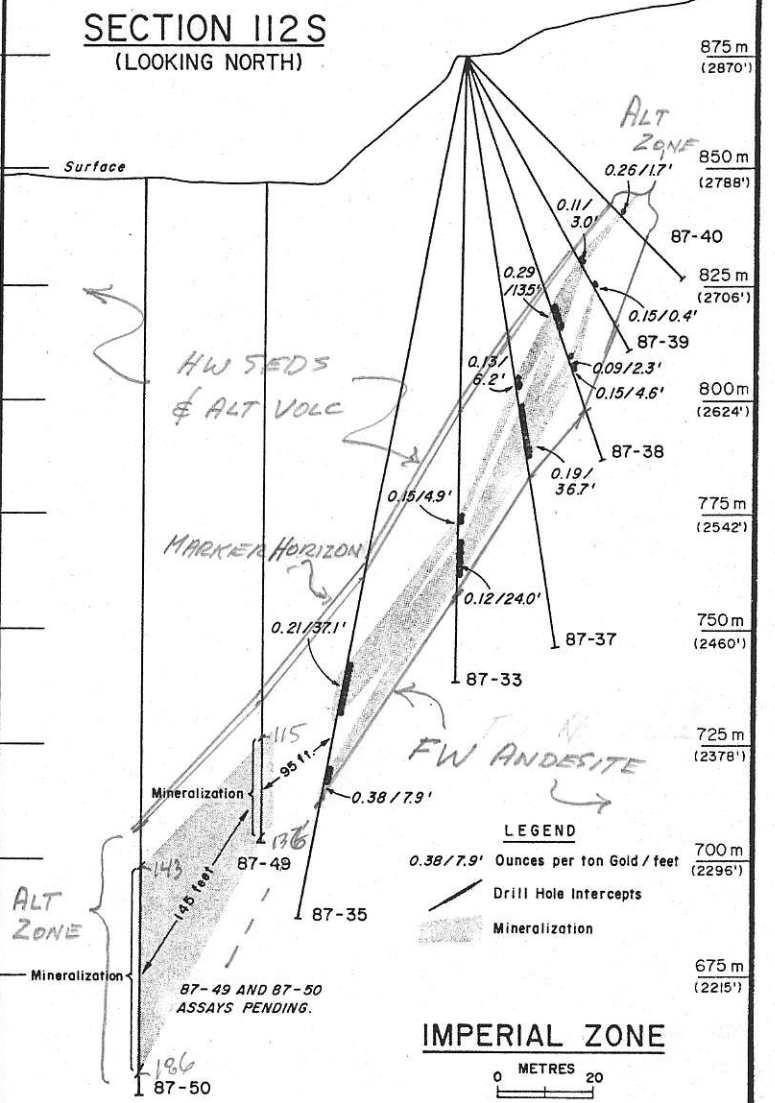 SECTION 112S
(LOOKING NORTH)
875 m
(2870')
ALT
ZONE
Surface
850 m
(2788')
0.26/1.7'
0.11/
3.0'
87-40
0.29
/13.5'
825 m
(2706')
0.15/0.4'
87-39
HW SEDS
& ALT VOLC
0.13/
6.2'
0.09/2.3'
0.15/4.6'
800 m
(2624')
87-38
0.19/
36.7'
0.15/4.9'
775 m
(2542')
MARKER HORIZON
0.12/24.0'
0.21/37.1'
87-37
750 m
(2460')
87-33
115
95 ft.
FW ANDESITE
725 m
(2378')
Mineralization
0.38/7.9'
136
87-49
LEGEND
0.38/7.9' Ounces per ton Gold / feet
Drill Hole Intercepts
Mineralization
700 m
(2296')
143
145 feet
ALT
ZONE
87-35
Mineralization
675 m
(2215')
87-49 AND 87-50
ASSAYS PENDING.
IMPERIAL ZONE
METRES
0 20
186
87-50